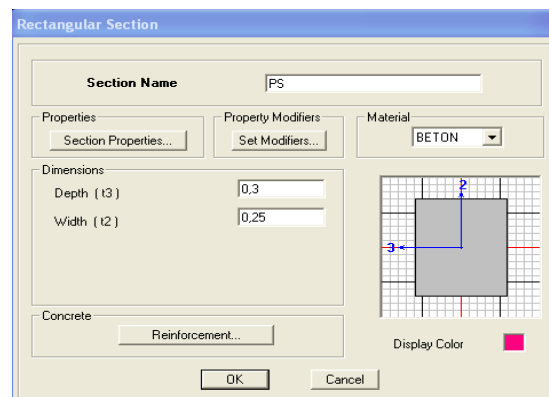 Rectangular Section
Section Name PS
Properties Property Modifiers Material
Section Properties... Set Modifiers... BETON
Dimensions
Depth ( t3 ) 0,3
Width ( t2 ) 0,25
2
3
Concrete
Reinforcement...
Display Color
OK Cancel